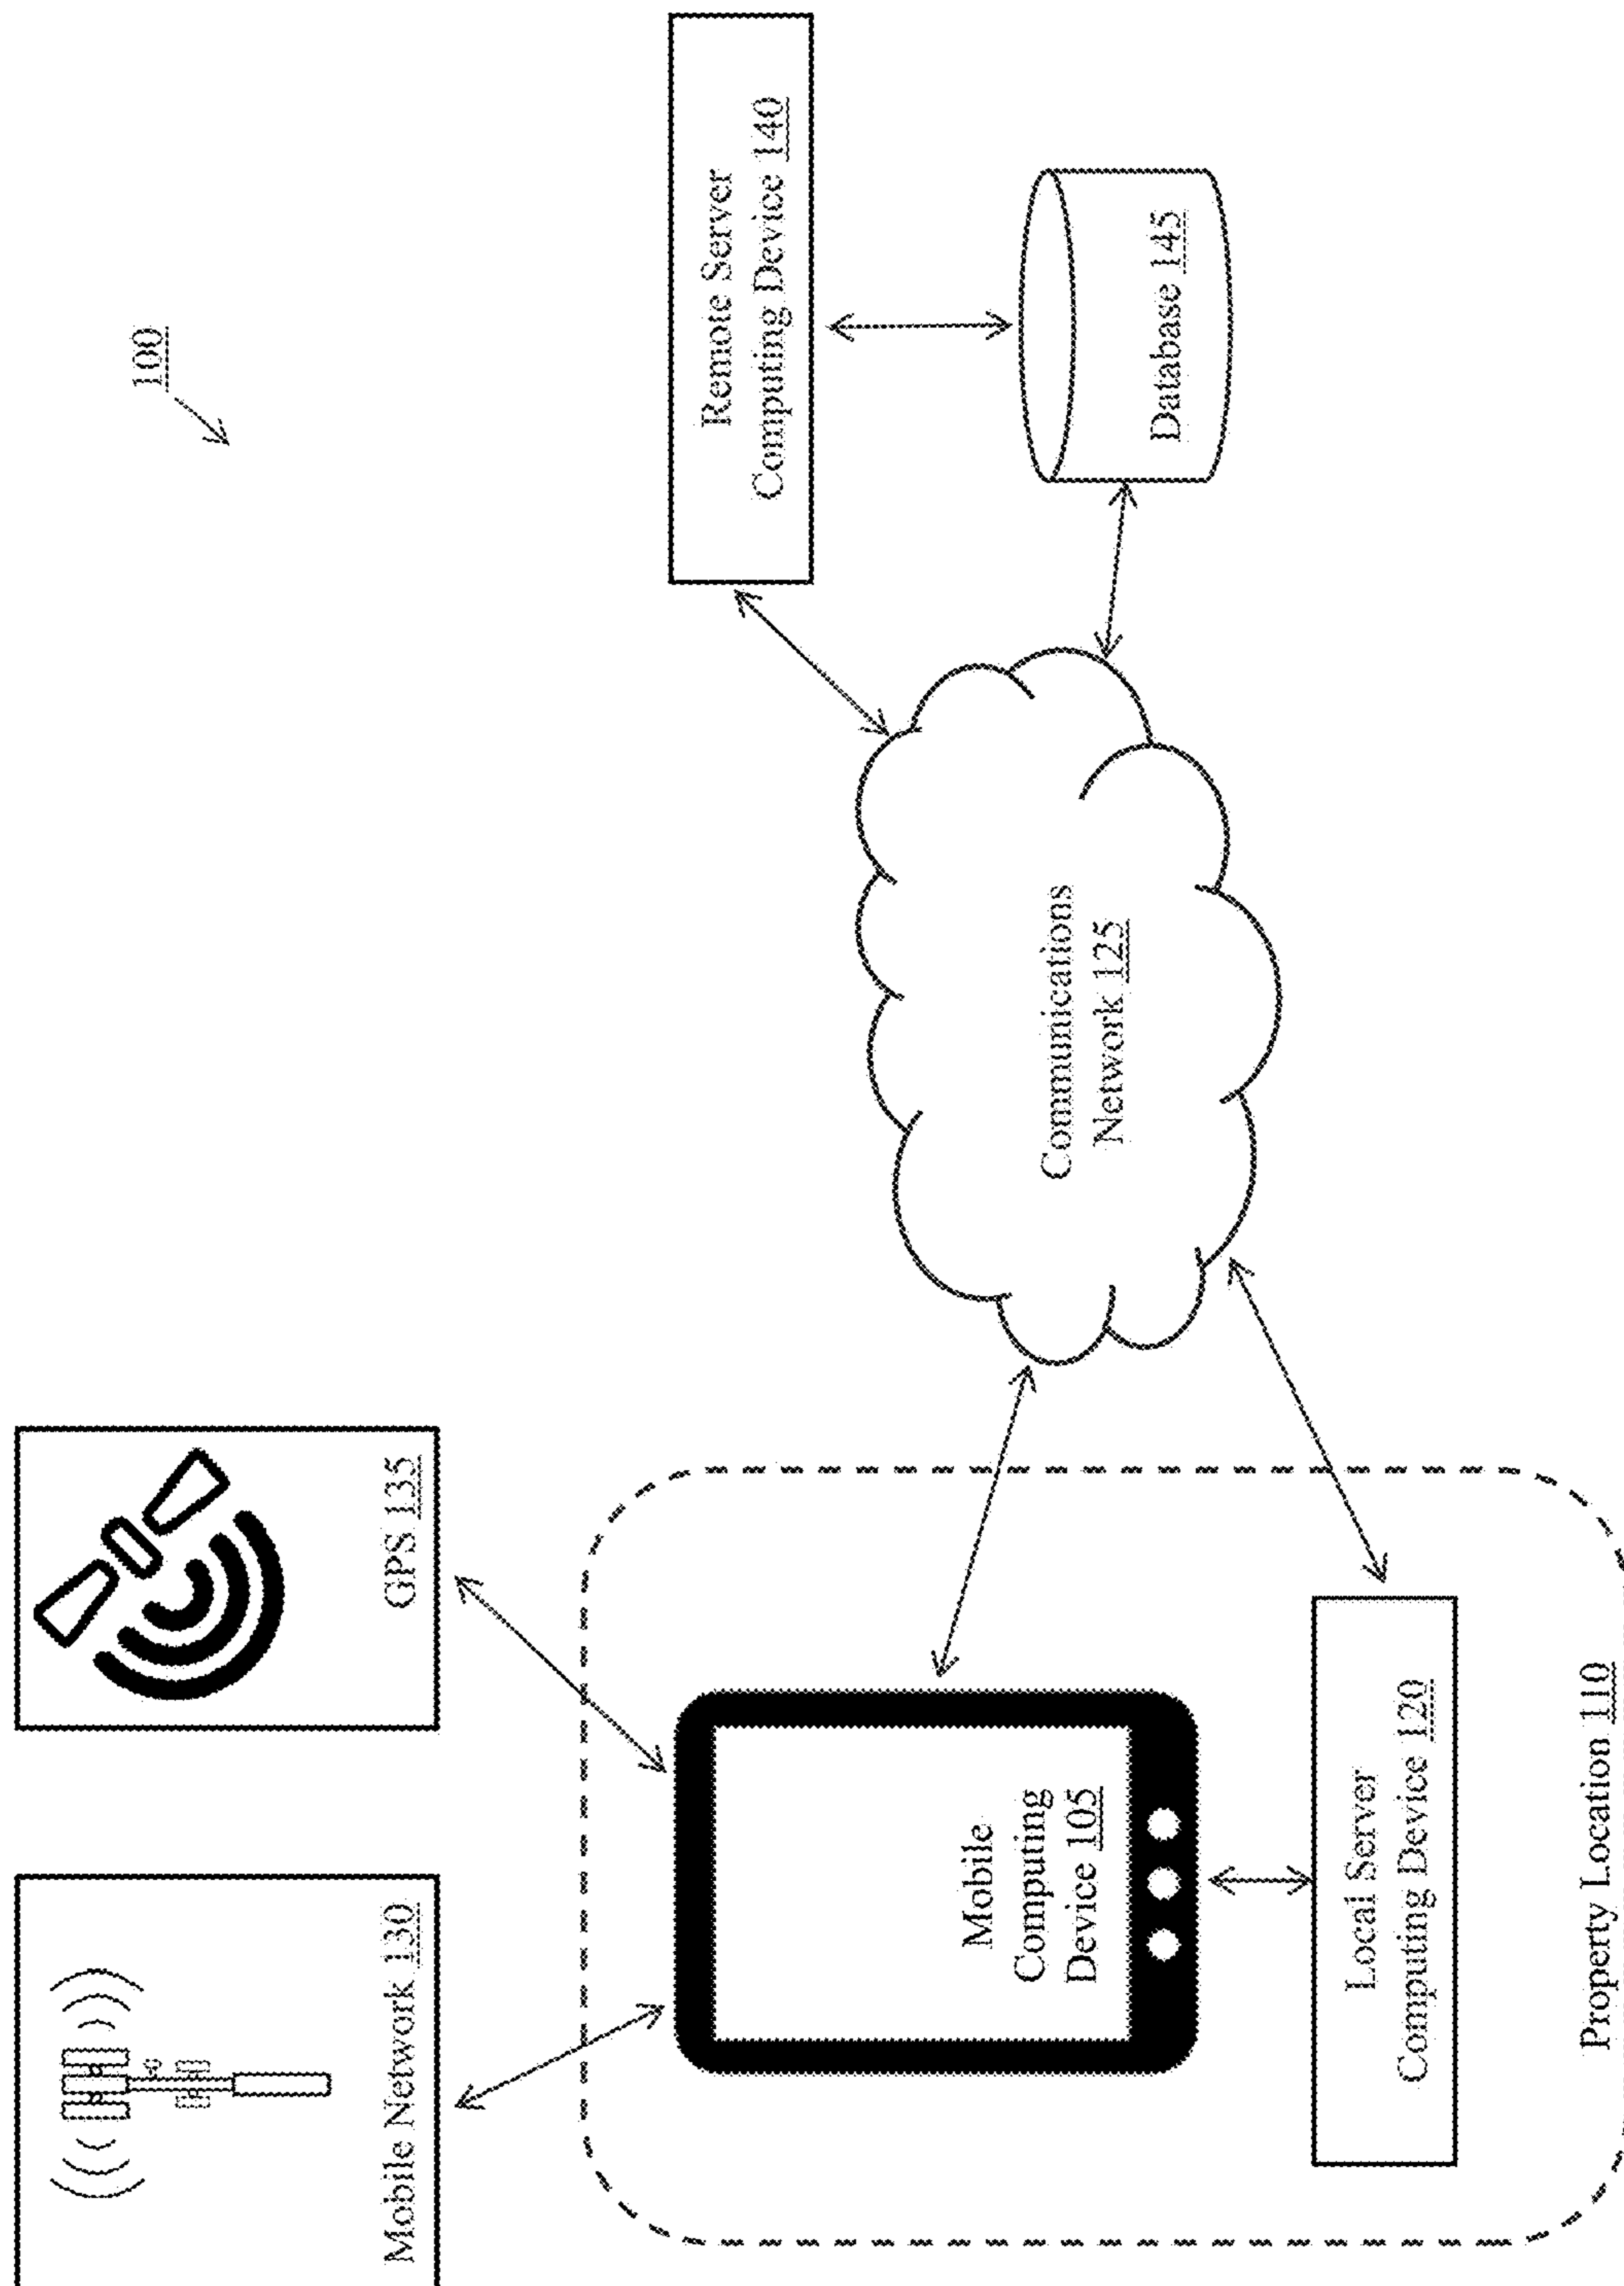 100
Mobile Network 130
GPS 135
Remote Server
Computing Device 140
Mobile
Computing
Device 105
Communications
Network 125
Database 145
Local Server
Computing Device 120
Property Location 110